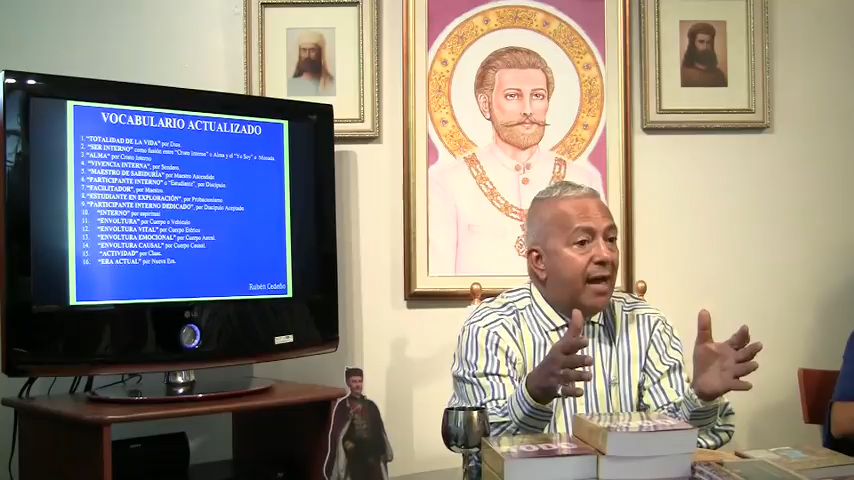 VOCABULARIO ACTUALIZADO
1. "TOTALIDAD DE LA VIDA" por Dios.
2. "SER INTERNO" como fusión entre "Cristo interno" ó Alma y el "Yo Soy" o Mónada.
3. "ALMA" por Cristo Interno
4. "VIVENCIA INTERNA", por Sendero.
5. "MAESTRO DE SABIDURÍA" por Maestro Ascendido
6. "PARTICIPANTE INTERNO" o "Estudiante", por Discípulo.
7. "FACILITADOR", por Maestro.
8. "ESTUDIANTE EN EXPLORACIÓN", por Probacionismo
9. "PARTICIPANTE INTERNO DEDICADO", por Discípulo Aceptado.
10. "INTERNO" por espiritual
11. "ENVOLTURA" por Cuerpo o Vehículo
12. "ENVOLTURA VITAL" por Cuerpo Etérico
13. "ENVOLTURA EMOCIONAL" por Cuerpo Astral.
14. "ENVOLTURA CAUSAL" por Cuerpo Causal.
15. "ACTIVIDAD" por Clase.
16. "ERA ACTUAL" por Nueva Era.
Rubén Cedeño
LG
TODO